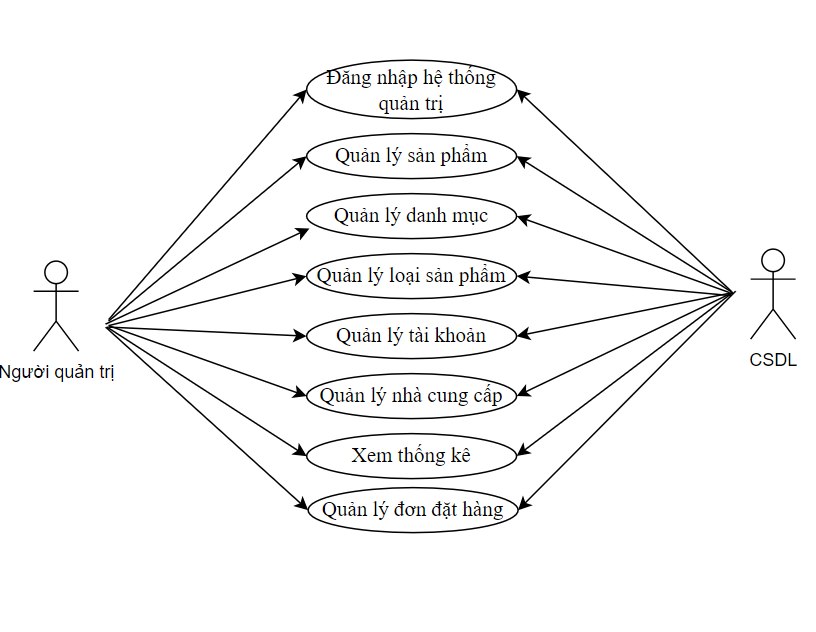 Đăng nhập hệ thống
quản trị
Quản lý sản phẩm
Quản lý danh mục
Quản lý loại sản phẩm
Quản lý tài khoản
Quản lý nhà cung cấp
Xem thống kê
Quản lý đơn đặt hàng
Người quản trị
CSDL